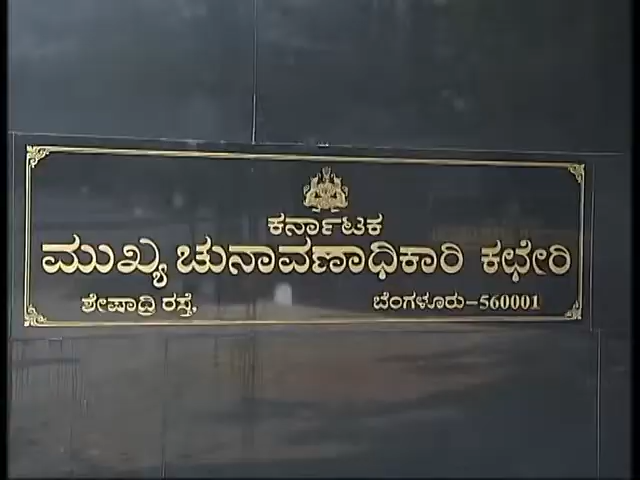 ಕರ್ನಾಟಕ
ಮುಖ್ಯ ಚುನಾವಣಾಧಿಕಾರಿ ಕಛೇರಿ
ಶೇಷಾದ್ರಿ ರಸ್ತೆ, ಬೆಂಗಳೂರು-560001